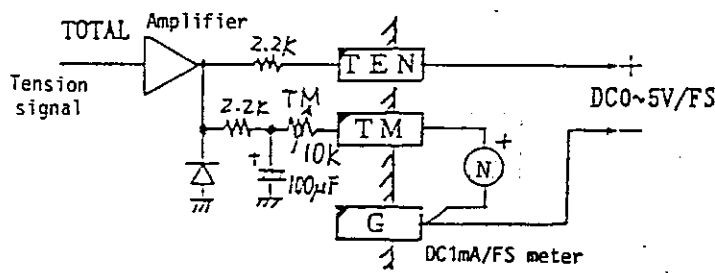 TOTAL Amplifier
2.2K
TEN
+
Tension
signal
DC0~5V/FS
2.2K
TM
TM
+
10K
+
−
N
100μF
G
DC1mA/FS meter